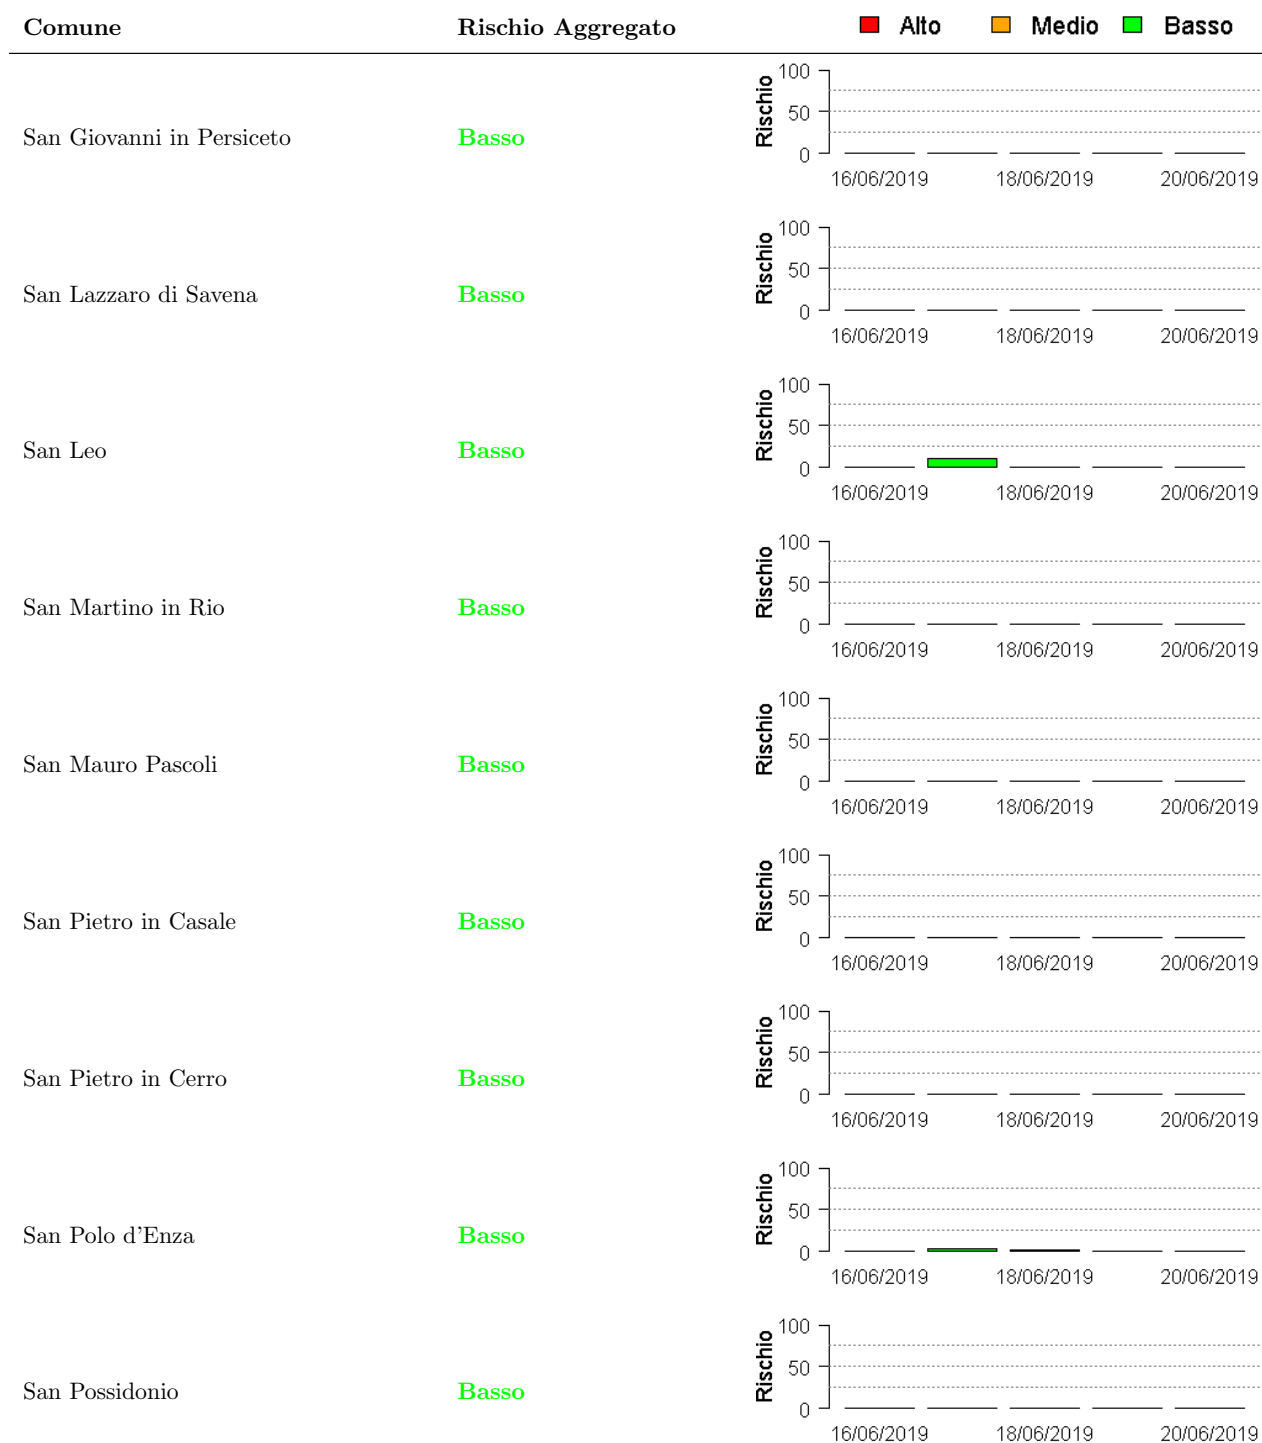 Comune Rischio Aggregato Alto Medio Basso
100
50
0
Rischio
San Giovanni in Persiceto Basso
16/06/2019 18/06/2019 20/06/2019
100
50
0
Rischio
San Lazzaro di Savena Basso
16/06/2019 18/06/2019 20/06/2019
100
50
0
Rischio
San Leo Basso
16/06/2019 18/06/2019 20/06/2019
100
50
0
Rischio
San Martino in Rio Basso
16/06/2019 18/06/2019 20/06/2019
100
50
0
Rischio
San Mauro Pascoli Basso
16/06/2019 18/06/2019 20/06/2019
100
50
0
Rischio
San Pietro in Casale Basso
16/06/2019 18/06/2019 20/06/2019
100
50
0
Rischio
San Pietro in Cerro Basso
16/06/2019 18/06/2019 20/06/2019
100
50
0
Rischio
San Polo d'Enza Basso
16/06/2019 18/06/2019 20/06/2019
100
50
0
Rischio
San Possidonio Basso
16/06/2019 18/06/2019 20/06/2019